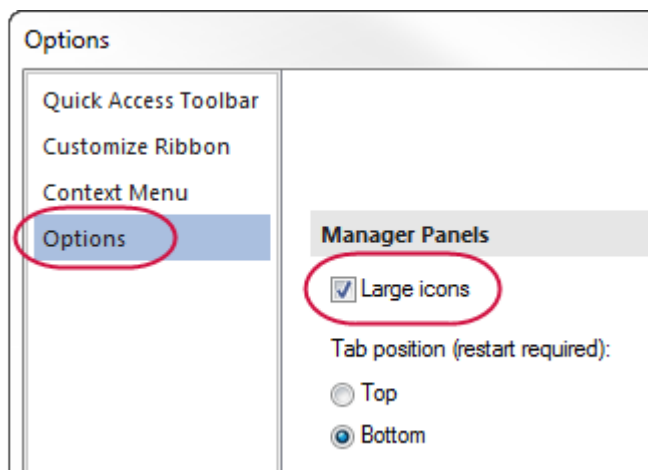 Options
Quick Access Toolbar
Customize Ribbon
Context Menu
Options
Manager Panels
Large icons
Tab position (restart required):
Top
Bottom